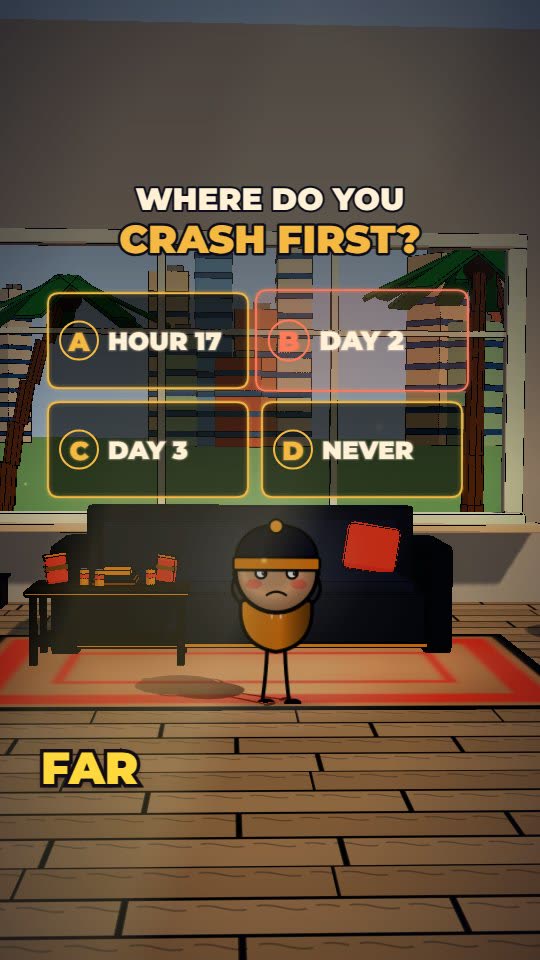 WHERE DO YOU
CRASH FIRST?
A HOUR 17
B DAY 2
C DAY 3
D NEVER
FAR